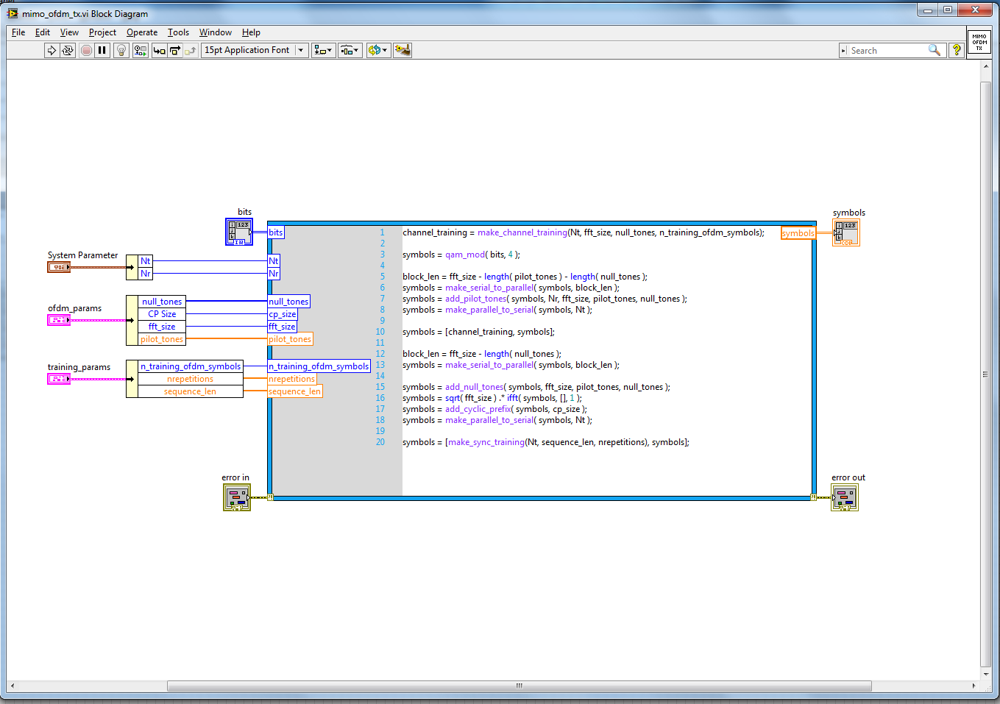 mimo_ofdm_tx.vi Block Diagram
File Edit View Project Operate Tools Window Help
15pt Application Font
Search
MIMO
OFDM
TX
bits
symbols
System Parameter
ofdm_params
training_params
Nt
Nr
null_tones
CP Size
fft_size
pilot_tones
n_training_ofdm_symbols
nrepetitions
sequence_len
bits
Nt
Nr
null_tones
cp_size
fft_size
pilot_tones
n_training_ofdm_symbols
nrepetitions
sequence_len
symbols
1 channel_training = make_channel_training(Nt, fft_size, null_tones, n_training_ofdm_symbols);
2
3 symbols = qam_mod( bits, 4 );
4
5 block_len = fft_size - length( pilot_tones ) - length( null_tones );
6 symbols = make_serial_to_parallel( symbols, block_len );
7 symbols = add_pilot_tones( symbols, Nr, fft_size, pilot_tones, null_tones );
8 symbols = make_parallel_to_serial( symbols, Nt );
9
10 symbols = [channel_training, symbols];
11
12 block_len = fft_size - length( null_tones );
13 symbols = make_serial_to_parallel( symbols, block_len );
14
15 symbols = add_null_tones( symbols, fft_size, pilot_tones, null_tones );
16 symbols = sqrt( fft_size ) .* ifft( symbols, [], 1 );
17 symbols = add_cyclic_prefix( symbols, cp_size );
18 symbols = make_parallel_to_serial( symbols, Nt );
19
20 symbols = [make_sync_training(Nt, sequence_len, nrepetitions), symbols];
error in
error out